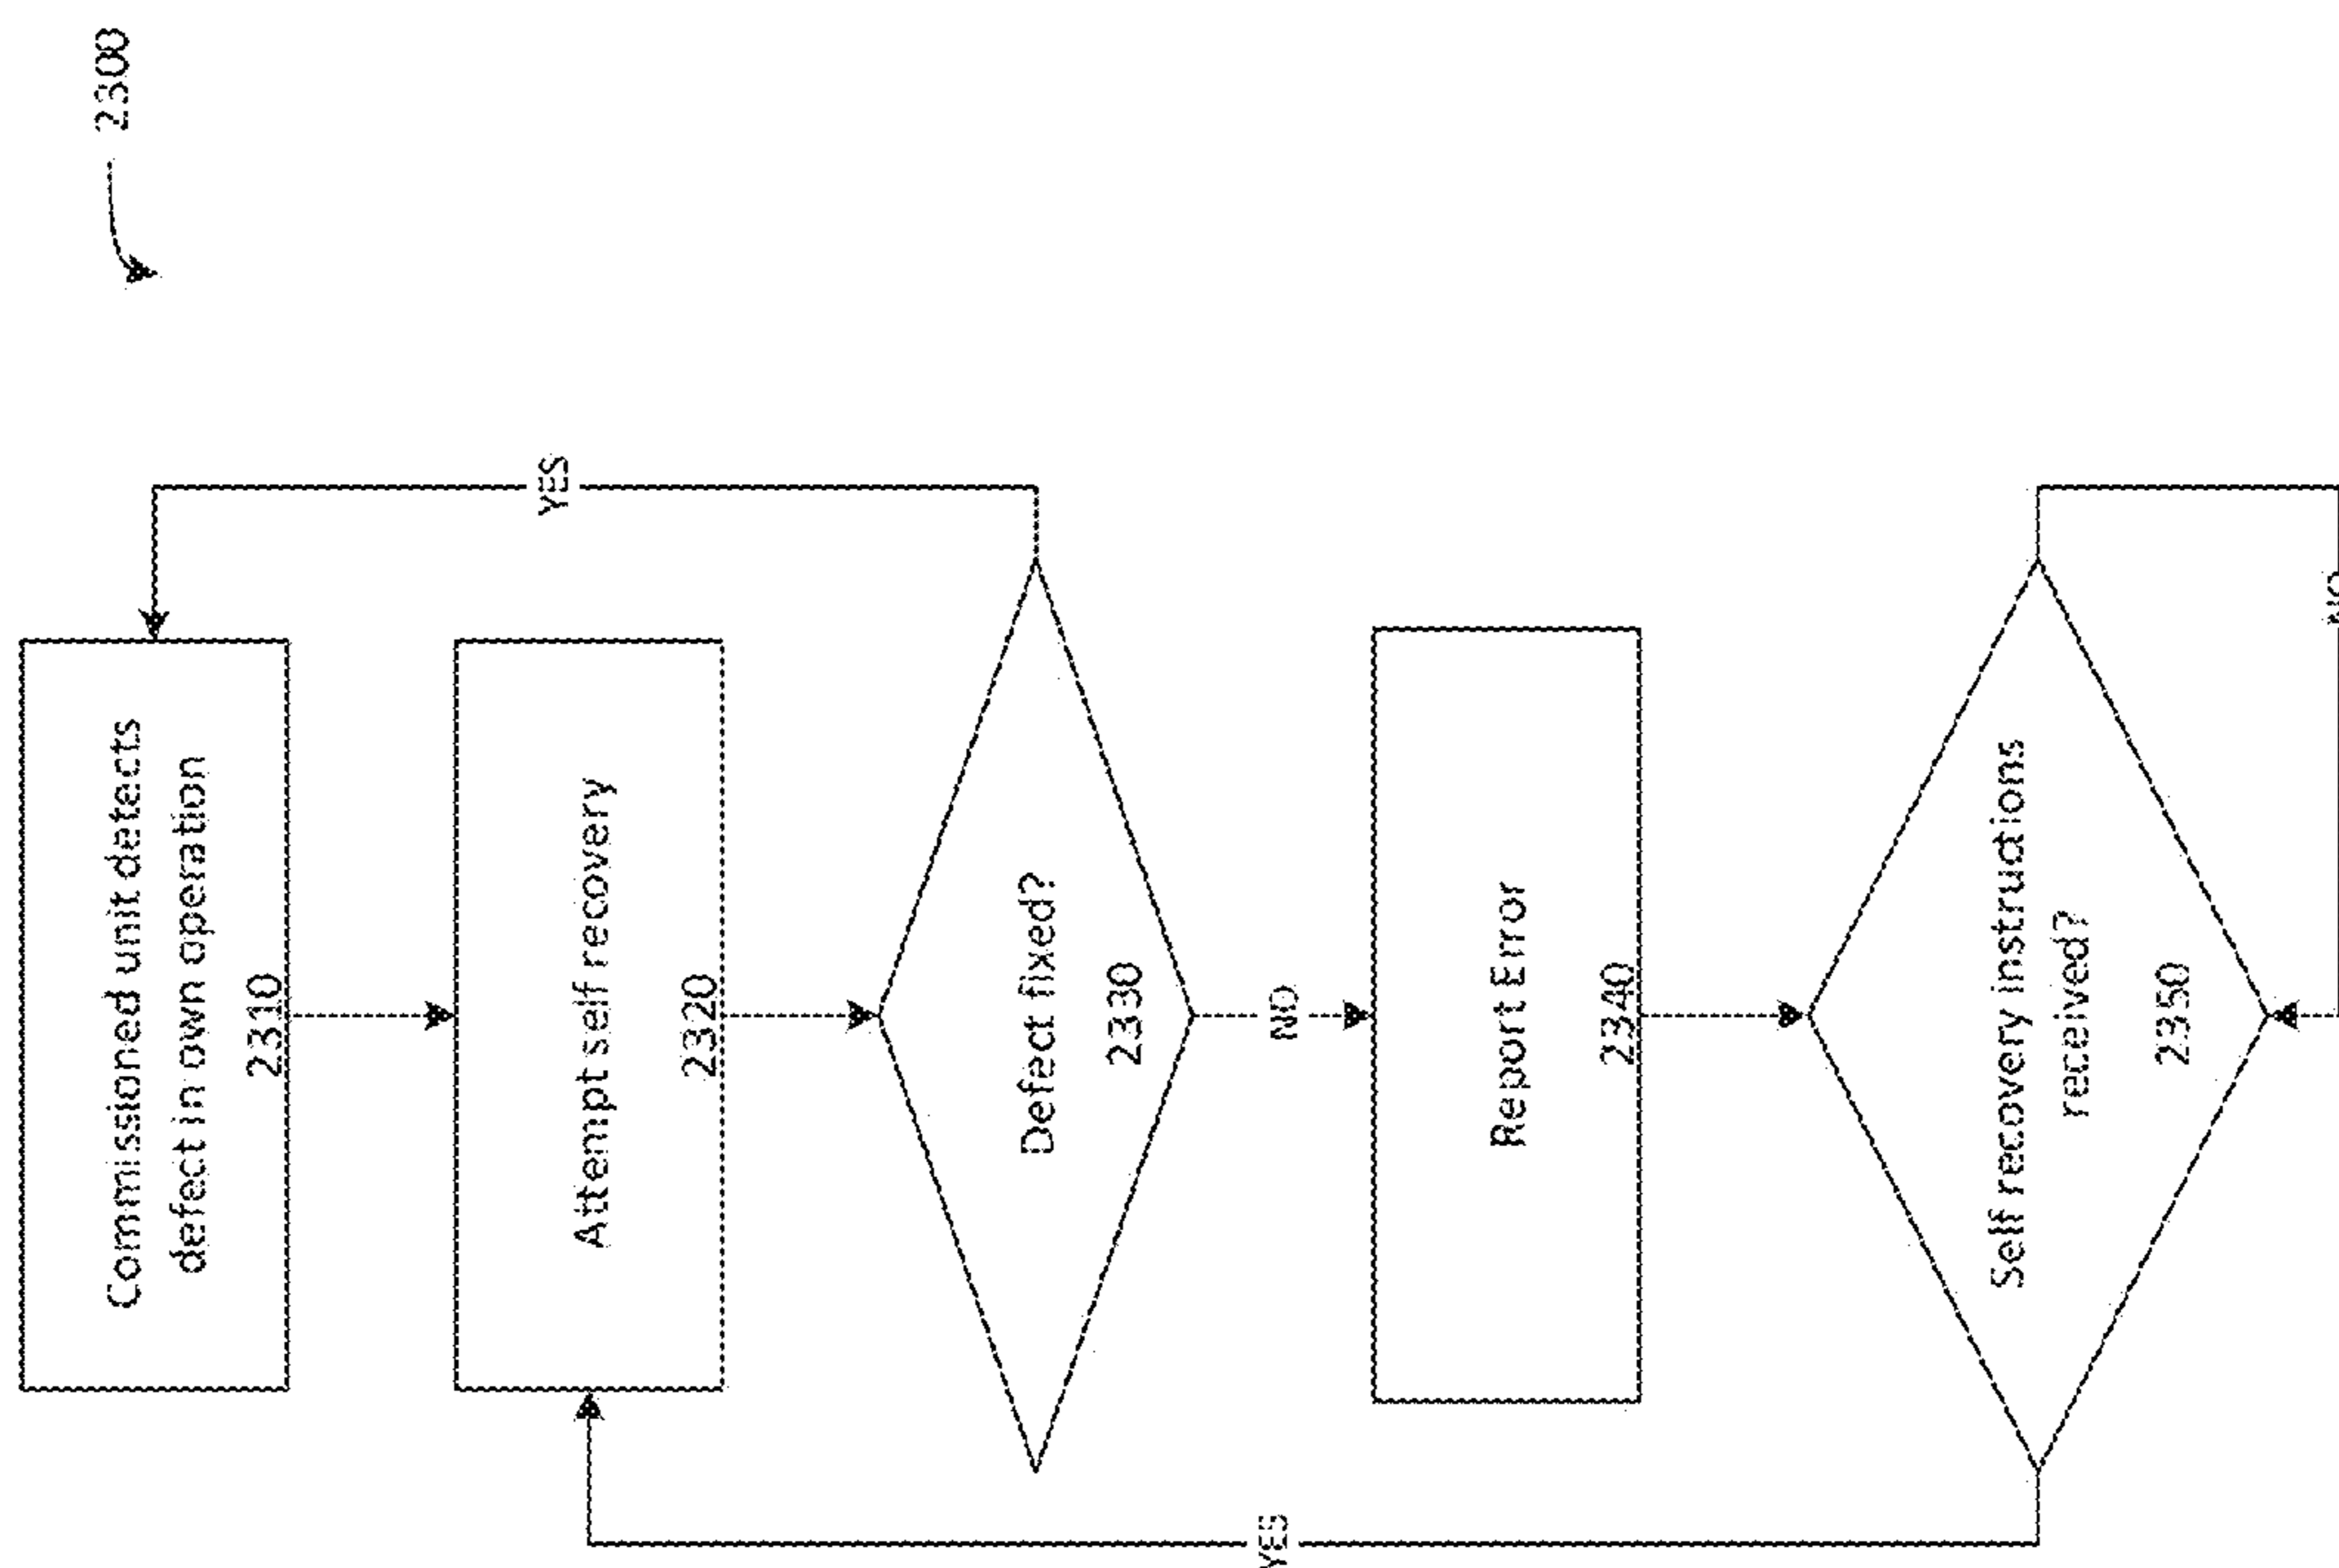 2300
Commissioned unit detects
defect in own operation
2310
Attempt self recovery
2320
YES
Defect fixed?
2330
NO
Report Error
2340
Self recovery instructions
received?
2350
YES
NO